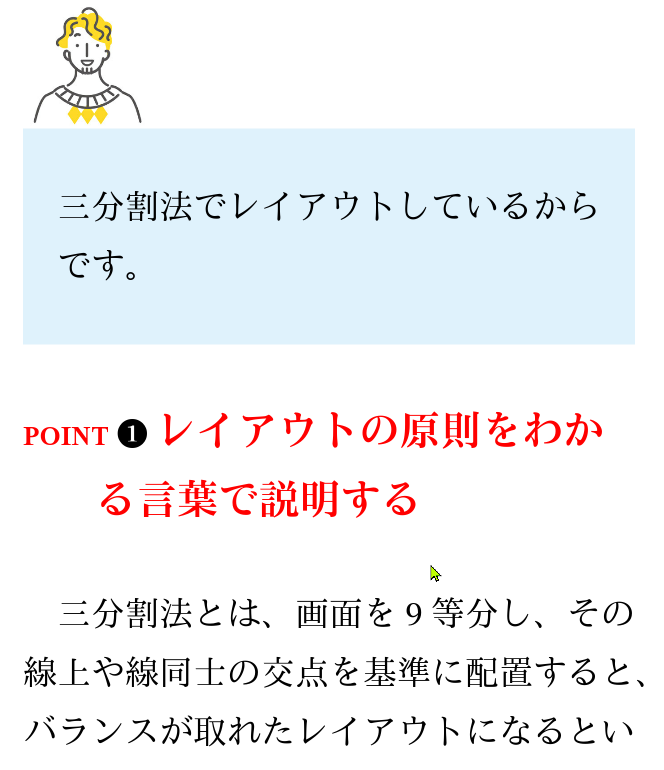 三分割法でレイアウトしているから
です。
POINT ❶ レイアウトの原則をわか
る言葉で説明する
三分割法とは、画面を 9 等分し、その
線上や線同士の交点を基準に配置すると、
バランスが取れたレイアウトになるとい